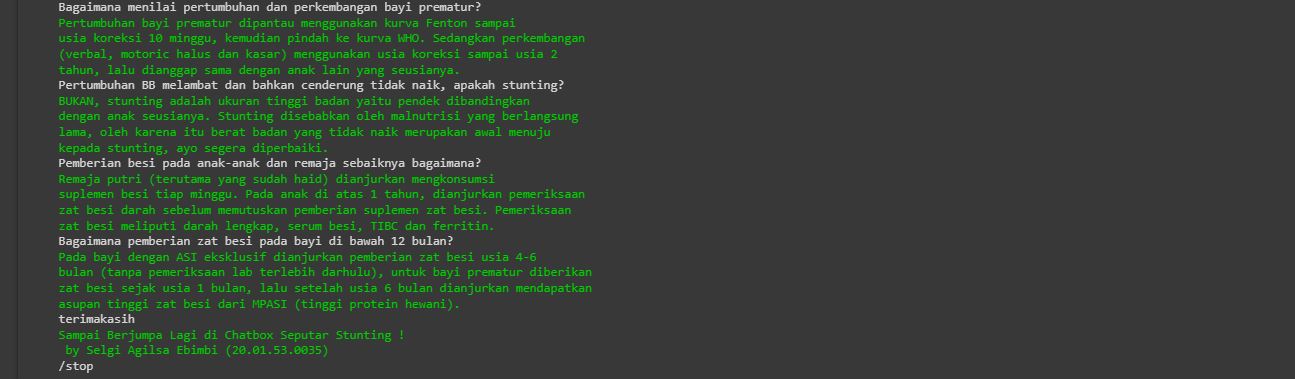 Bagaimana menilai pertumbuhan dan perkembangan bayi prematur?
Pertumbuhan bayi prematur dipantau menggunakan kurva Fenton sampai
usia koreksi 10 minggu, kemudian pindah ke kurva WHO. Sedangkan perkembangan
(verbal, motoric halus dan kasar) menggunakan usia koreksi sampai usia 2
tahun, lalu dianggap sama dengan anak lain yang seusianya.
Pertumbuhan BB melambat dan bahkan cenderung tidak naik, apakah stunting?
BUKAN, stunting adalah ukuran tinggi badan yaitu pendek dibandingkan
dengan anak seusianya. Stunting disebabkan oleh malnutrisi yang berlangsung
lama, oleh karena itu berat badan yang tidak naik merupakan awal menuju
kepada stunting, ayo segera diperbaiki.
Pemberian besi pada anak-anak dan remaja sebaiknya bagaimana?
Remaja putri (terutama yang sudah haid) dianjurkan mengkonsumsi
suplemen besi tiap minggu. Pada anak di atas 1 tahun, dianjurkan pemeriksaan
zat besi darah sebelum memutuskan pemberian suplemen zat besi. Pemeriksaan
zat besi meliputi darah lengkap, serum besi, TIBC dan ferritin.
Bagaimana pemberian zat besi pada bayi di bawah 12 bulan?
Pada bayi dengan ASI eksklusif dianjurkan pemberian zat besi usia 4-6
bulan (tanpa pemeriksaan lab terlebih darhulu), untuk bayi prematur diberikan
zat besi sejak usia 1 bulan, lalu setelah usia 6 bulan dianjurkan mendapatkan
asupan tinggi zat besi dari MPASI (tinggi protein hewani).
terimakasih
Sampai Berjumpa Lagi di Chatbox Seputar Stunting !
by Selgi Agilsa Ebimbi (20.01.53.0035)
/stop